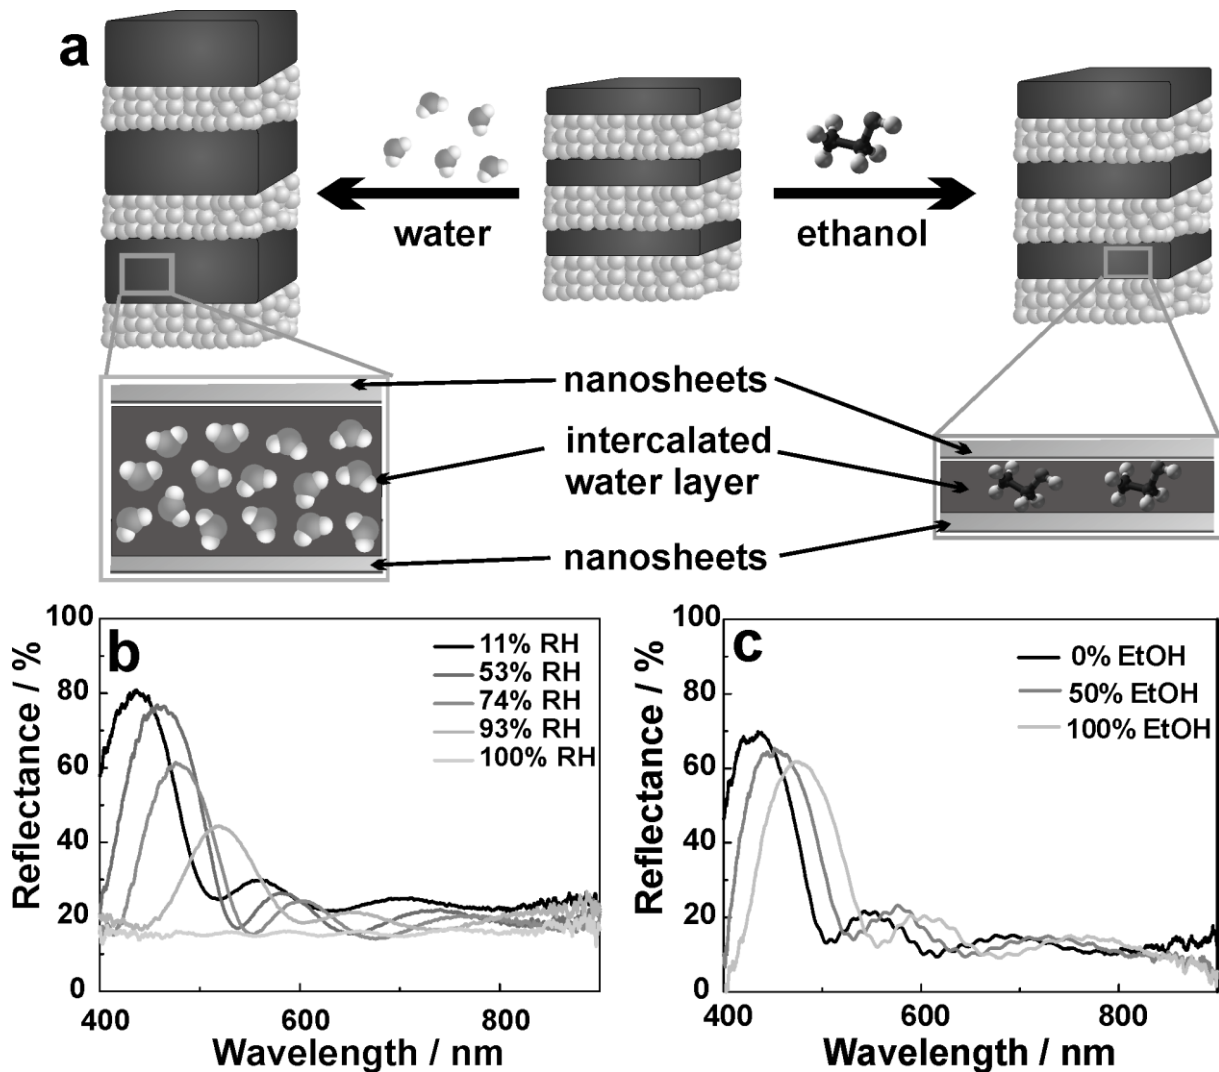 a
water
ethanol
nanosheets
intercalated
water layer
nanosheets
b
100
80
60
40
20
0
Reflectance / %
11% RH
53% RH
74% RH
93% RH
100% RH
400
600
800
Wavelength / nm
c
100
80
60
40
20
0
Reflectance / %
0% EtOH
50% EtOH
100% EtOH
400
600
800
Wavelength / nm